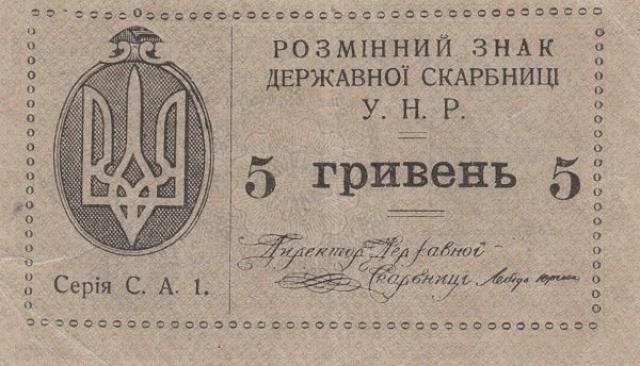 РОЗМІННИЙ ЗНАК
ДЕРЖАВНОЇ СКАРБНИЦІ
У. Н. Р.
5 гривень 5
Директор Державної
Скарбниці
Серія С. А. 1.